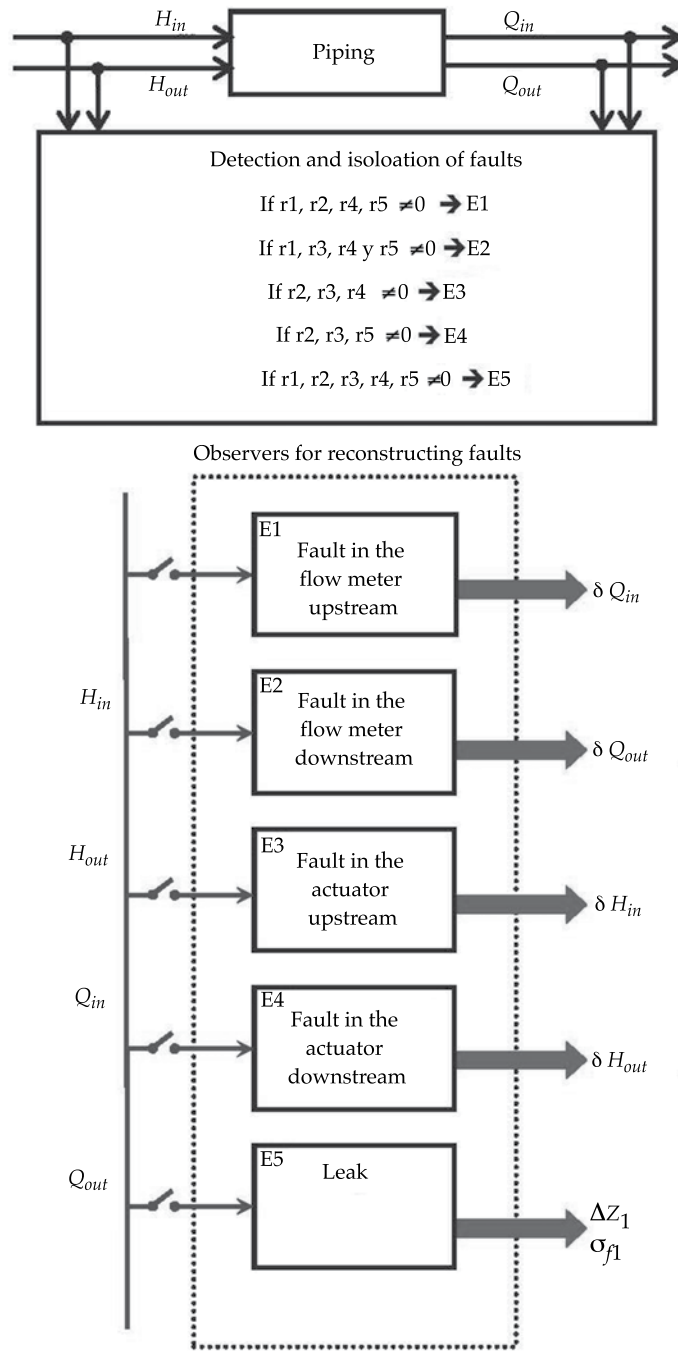 H_in
Q_in
Piping
H_out
Q_out
Detection and isoloation of faults
If r1, r2, r4, r5 ≠0 ➔ E1
If r1, r3, r4 y r5 ≠0 ➔ E2
If r2, r3, r4 ≠0 ➔ E3
If r2, r3, r5 ≠0 ➔ E4
If r1, r2, r3, r4, r5 ≠0 ➔ E5
Observers for reconstructing faults
E1
Fault in the
flow meter
upstream
δ Q_in
H_in
E2
Fault in the
flow meter
downstream
δ Q_out
H_out
E3
Fault in the
actuator
upstream
δ H_in
Q_in
E4
Fault in the
actuator
downstream
δ H_out
Q_out
E5
Leak
ΔZ_1
σ_f1